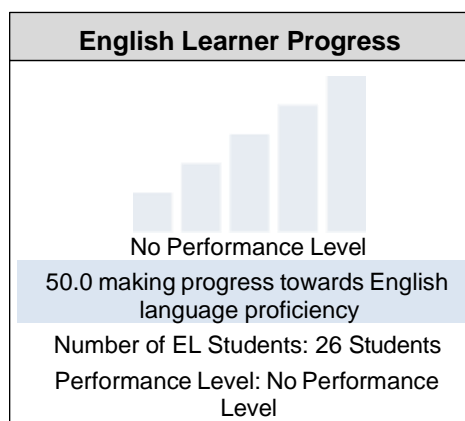 English Learner Progress
No Performance Level
50.0 making progress towards English
language proficiency
Number of EL Students: 26 Students
Performance Level: No Performance
Level